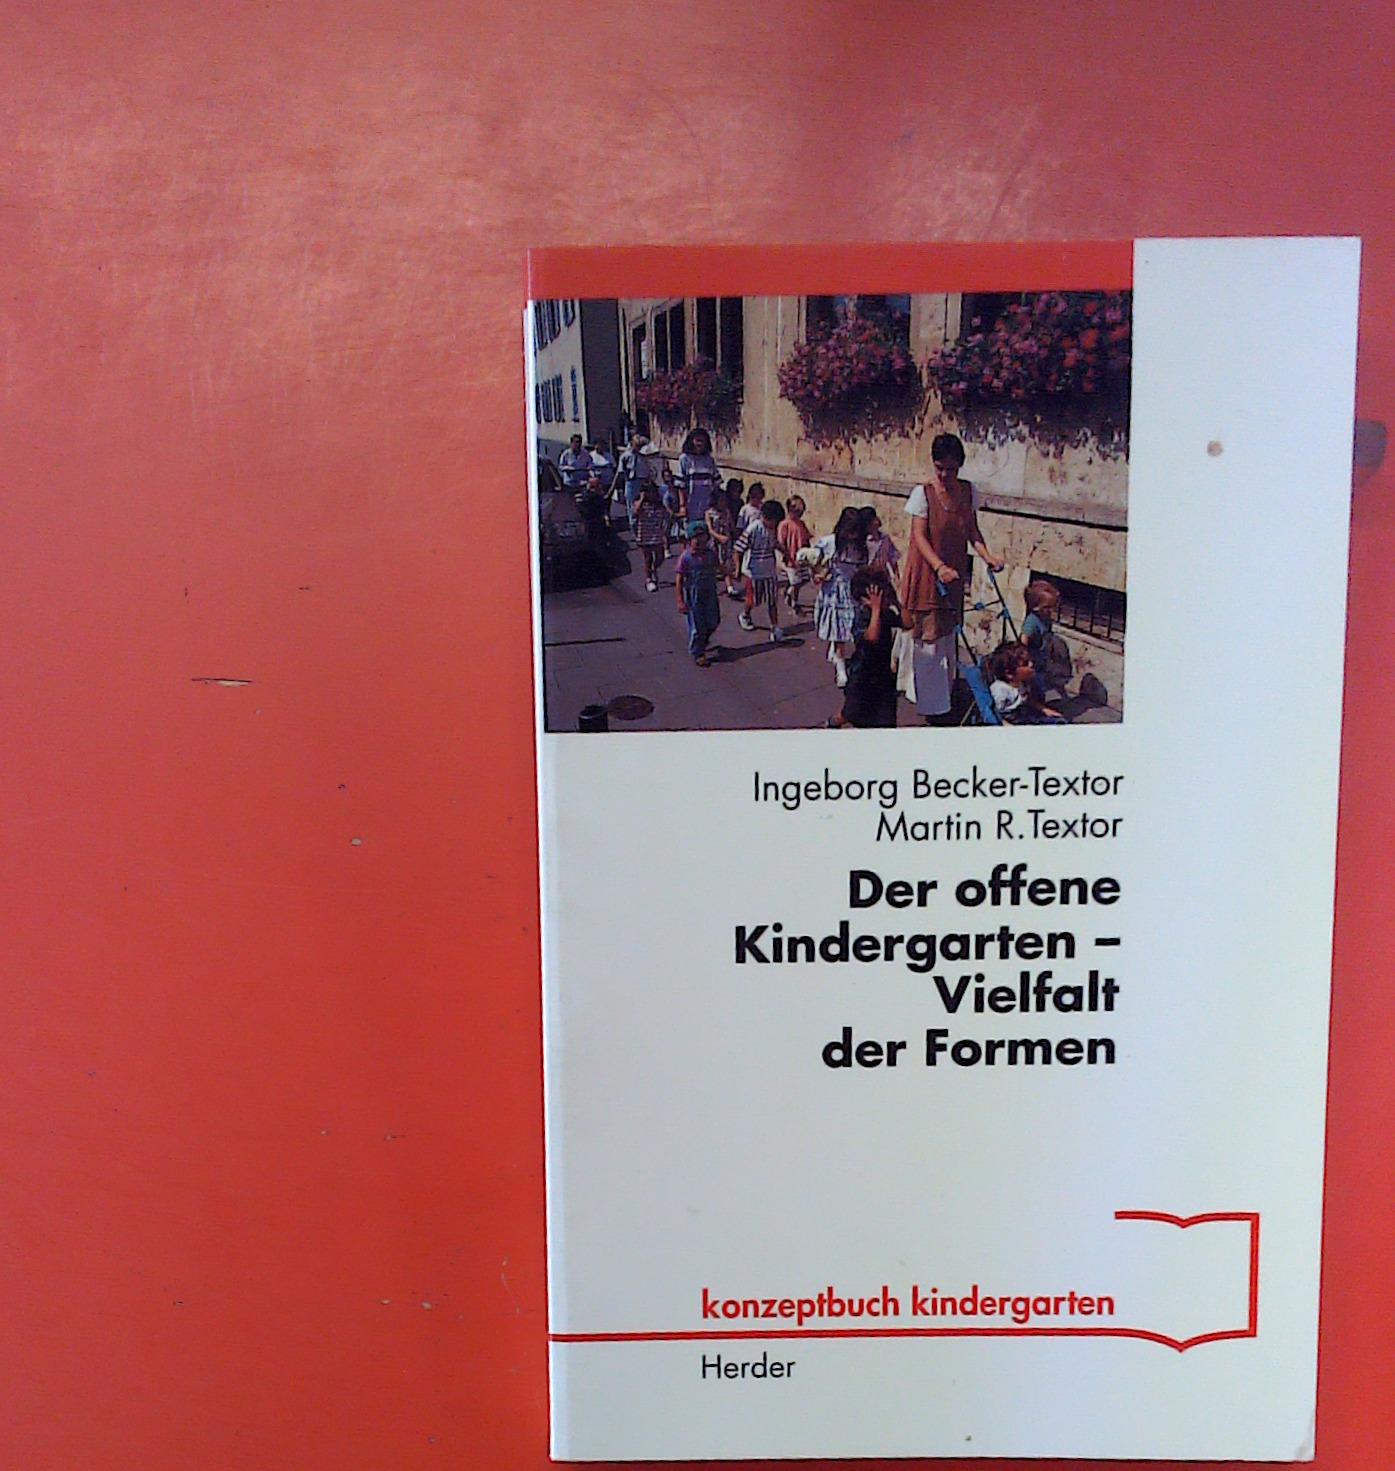 Ingeborg Becker-Textor
Martin R.Textor
Der offene
Kindergarten –
Vielfalt
der Formen
konzeptbuch kindergarten
Herder